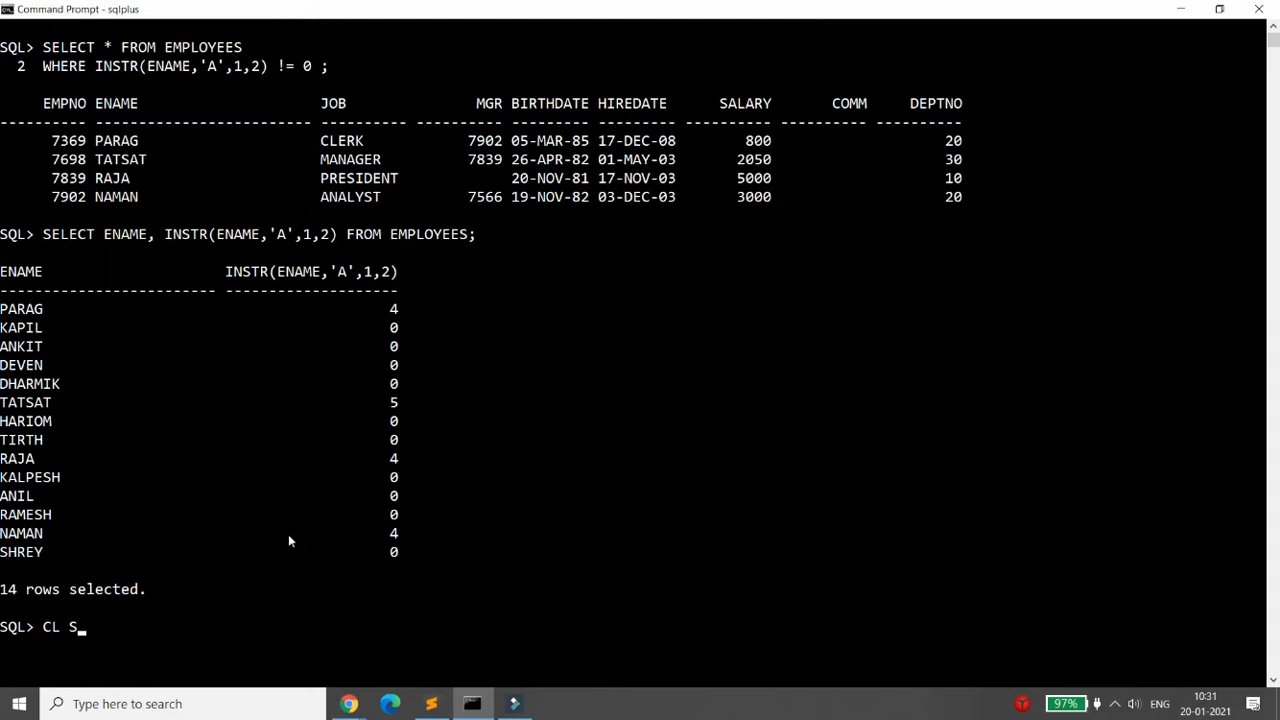 Command Prompt - sqlplus
SQL> SELECT * FROM EMPLOYEES
  2  WHERE INSTR(ENAME,'A',1,2) != 0 ;
     EMPNO ENAME                     JOB               MGR BIRTHDATE HIREDATE      SALARY       COMM     DEPTNO
---------- ------------------------- ---------- ---------- --------- --------- ---------- ---------- ----------
      7369 PARAG                     CLERK            7902 05-MAR-85 17-DEC-08        800                    20
      7698 TATSAT                    MANAGER          7839 26-APR-82 01-MAY-03       2050                    30
      7839 RAJA                      PRESIDENT             20-NOV-81 17-NOV-03       5000                    10
      7902 NAMAN                     ANALYST          7566 19-NOV-82 03-DEC-03       3000                    20
SQL> SELECT ENAME, INSTR(ENAME,'A',1,2) FROM EMPLOYEES;
ENAME                     INSTR(ENAME,'A',1,2)
------------------------- --------------------
PARAG                                        4
KAPIL                                        0
ANKIT                                        0
DEVEN                                        0
DHARMIK                                      0
TATSAT                                       5
HARIOM                                       0
TIRTH                                        0
RAJA                                         4
KALPESH                                      0
ANIL                                         0
RAMESH                                       0
NAMAN                                        4
SHREY                                        0
14 rows selected.
SQL> CL S_
Type here to search
97%
ENG
10:31
20-01-2021